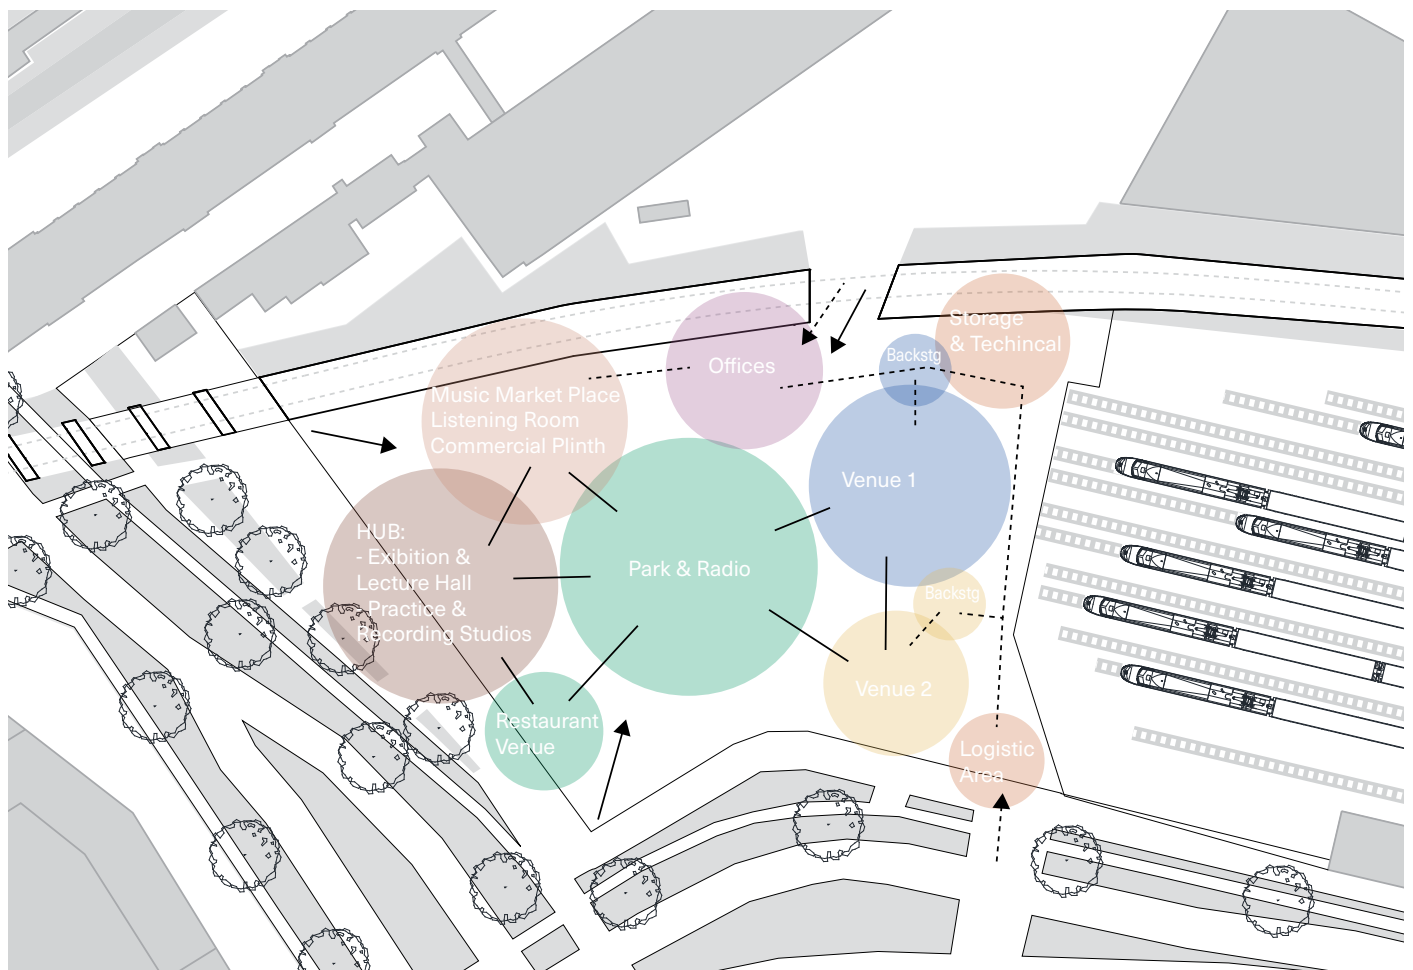 Storage
& Techincal
Backstg
Offices
Music Market Place
Listening Room
Commercial Plinth
Venue 1
HUB:
- Exibition &
Lecture Hall
- Practice &
Recording Studios
Park & Radio
Backstg
Venue 2
Restaurant
Venue
Logistic
Area